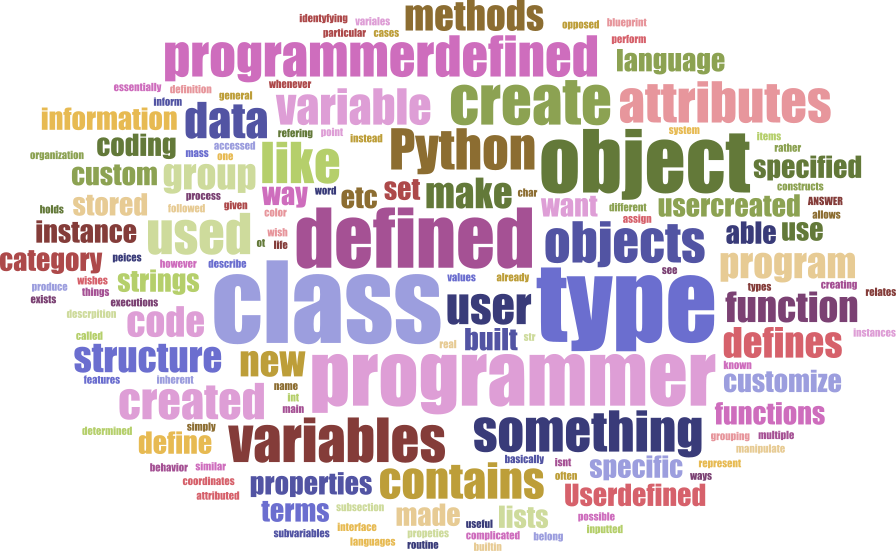 identyfying variales methods opposed blueprint
particular cases perform
programmerdefined language
essentially definition whenever
inform general variable create attributes
information data refering point instead system
coding accessed Python object items
organization mass one like rather
custom group specified
process way word etc set make char constructs
holds stored followed given want different usercreated ANSWER
color assign allows
instance used wish defined objects able use
ot life
category peices however describe see program
wishes strings class values already type types creating
produce things relates
exists executions user function
descrpition code instances
called real built str defines
structure new programmer known
features inherent customize
name
created int
main functions
determined simply variables something grouping multiple
define manipulate
behavior similar basically isnt specific represent
coordinates properties contains often ways
attributed Userdefined
terms subsection made useful lists possible
interface inputted
subvariables propeties complicated belong
languages routine builtin